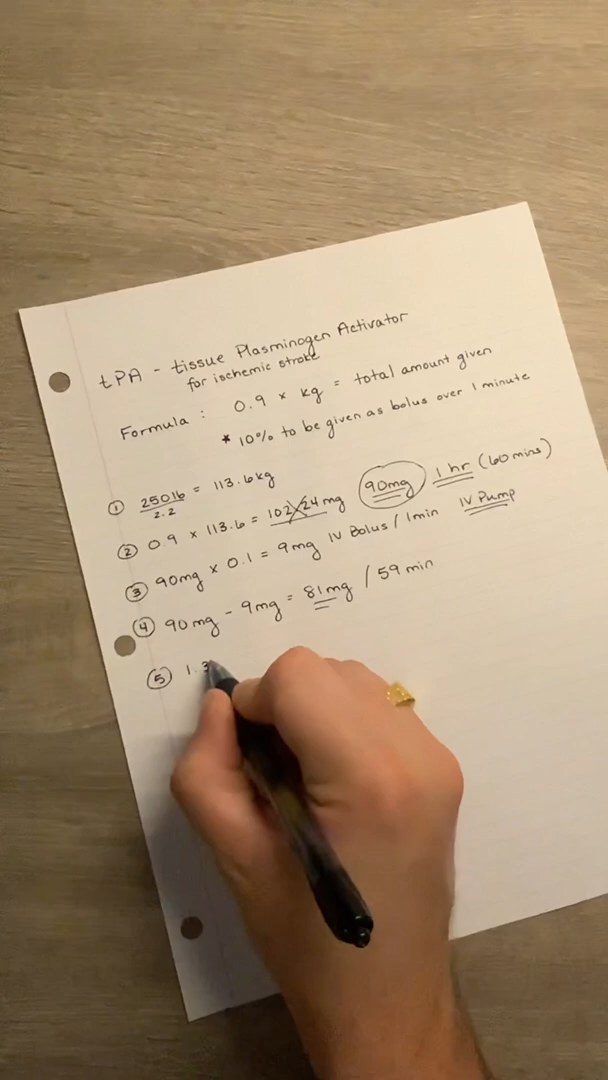 tPA - tissue Plasminogen Activator
for ischemic stroke
Formula : 0.9 x kg = total amount given
* 10% to be given as bolus over 1 minute
① 250lb / 2.2 = 113.6kg
② 0.9 x 113.6 = 102.24mg 90mg 1 hr (60 mins)
③ 90mg x 0.1 = 9mg IV Bolus / 1min IV Pump
④ 90mg - 9mg = 81mg / 59 min
⑤ 1.3